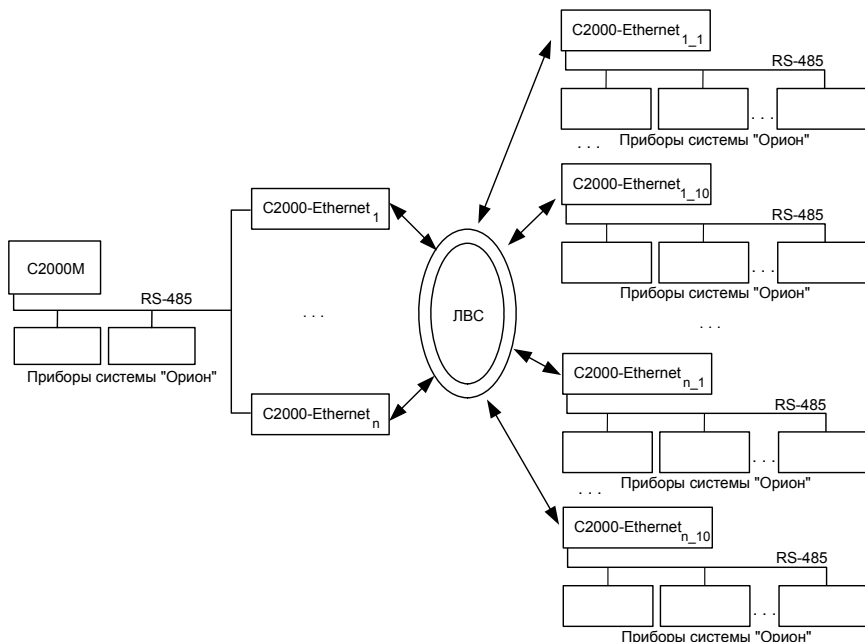 C2000-Ethernet1_1
RS-485
. . .
. . .
Приборы системы "Орион"
C2000-Ethernet1_10
RS-485
. . .
Приборы системы "Орион"
C2000-Ethernet1
C2000M
RS-485
Приборы системы "Орион"
. . .
ЛВС
. . .
C2000-Ethernetn
C2000-Ethernetn_1
RS-485
. . .
Приборы системы "Орион"
. . .
C2000-Ethernetn_10
RS-485
. . .
Приборы системы "Орион"